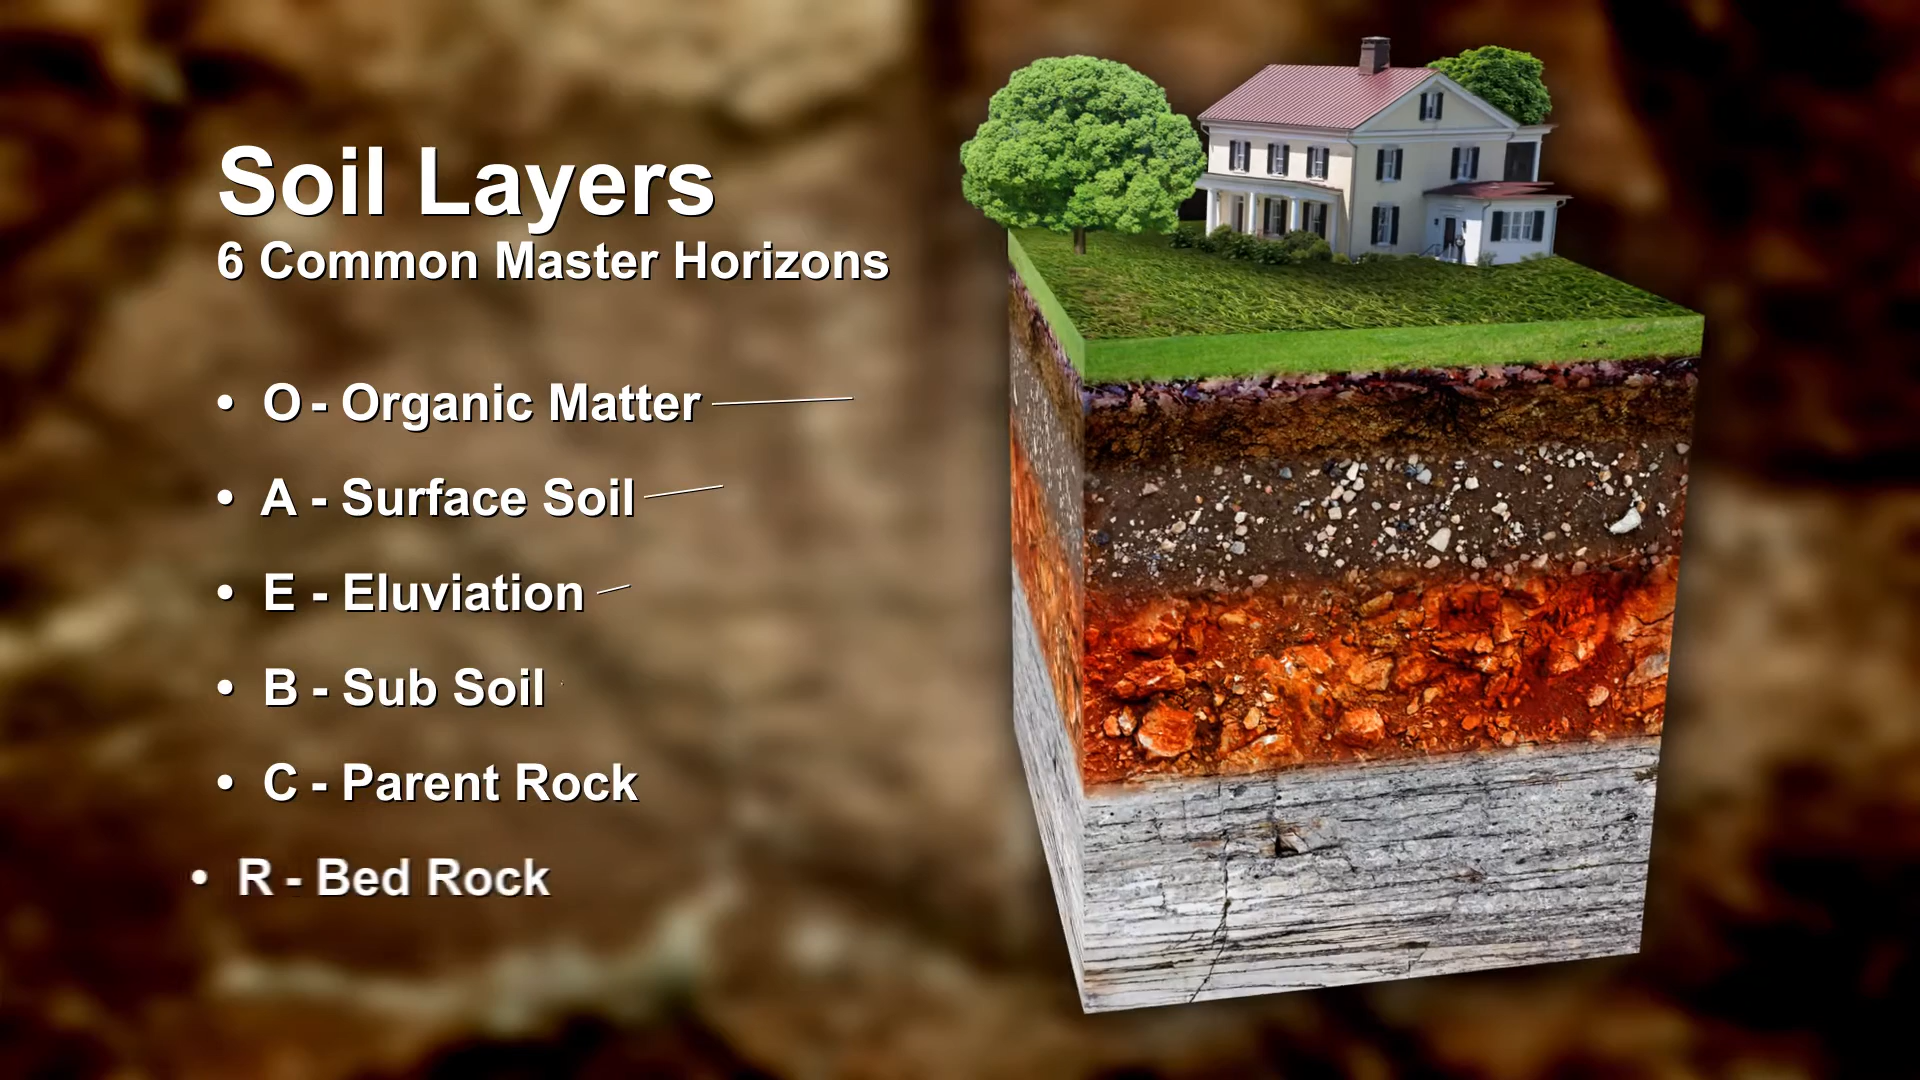 Soil Layers
6 Common Master Horizons
• O - Organic Matter
• A - Surface Soil
• E - Eluviation
• B - Sub Soil
• C - Parent Rock
• R - Bed Rock